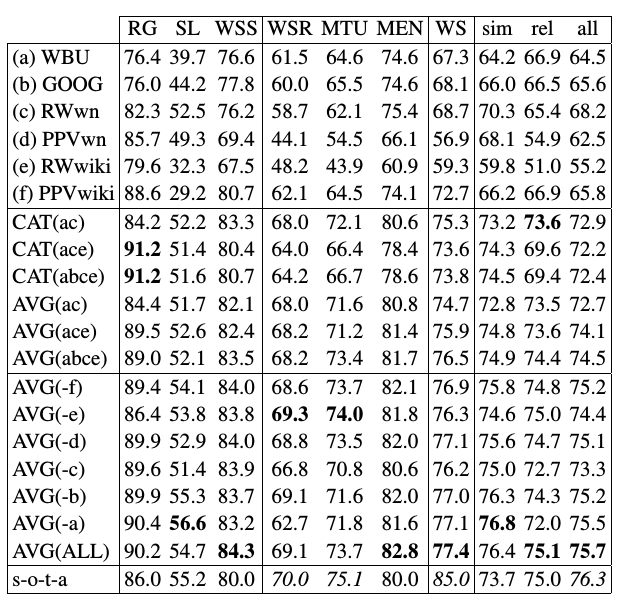 RG SL WSS WSR MTU MEN WS sim rel all
(a) WBU 76.4 39.7 76.6 61.5 64.6 74.6 67.3 64.2 66.9 64.5
(b) GOOG 76.0 44.2 77.8 60.0 65.5 74.6 68.1 66.0 66.5 65.6
(c) RWwn 82.3 52.5 76.2 58.7 62.1 75.4 68.7 70.3 65.4 68.2
(d) PPVwn 85.7 49.3 69.4 44.1 54.5 66.1 56.9 68.1 54.9 62.5
(e) RWwiki 79.6 32.3 67.5 48.2 43.9 60.9 59.3 59.8 51.0 55.2
(f) PPVwiki 88.6 29.2 80.7 62.1 64.5 74.1 72.7 66.2 66.9 65.8
CAT(ac) 84.2 52.2 83.3 68.0 72.1 80.6 75.3 73.2 73.6 72.9
CAT(ace) 91.2 51.4 80.4 64.0 66.4 78.4 73.6 74.3 69.6 72.2
CAT(abce) 91.2 51.6 80.7 64.2 66.7 78.6 73.8 74.5 69.4 72.4
AVG(ac) 84.4 51.7 82.1 68.0 71.6 80.8 74.7 72.8 73.5 72.7
AVG(ace) 89.5 52.6 82.4 68.2 71.2 81.4 75.9 74.8 73.6 74.1
AVG(abce) 89.0 52.1 83.5 68.2 73.4 81.7 76.5 74.9 74.4 74.5
AVG(-f) 89.4 54.1 84.0 68.6 73.7 82.1 76.9 75.8 74.8 75.2
AVG(-e) 86.4 53.8 83.8 69.3 74.0 81.8 76.3 74.6 75.0 74.4
AVG(-d) 89.9 52.9 84.0 68.8 73.5 82.0 77.1 75.6 74.7 75.1
AVG(-c) 89.6 51.4 83.9 66.8 70.8 80.6 76.2 75.0 72.7 73.3
AVG(-b) 89.9 55.3 83.7 69.1 71.6 82.0 77.0 76.3 74.3 75.2
AVG(-a) 90.4 56.6 83.2 62.7 71.8 81.6 77.1 76.8 72.0 75.5
AVG(ALL) 90.2 54.7 84.3 69.1 73.7 82.8 77.4 76.4 75.1 75.7
s-o-t-a 86.0 55.2 80.0 70.0 75.1 80.0 85.0 73.7 75.0 76.3